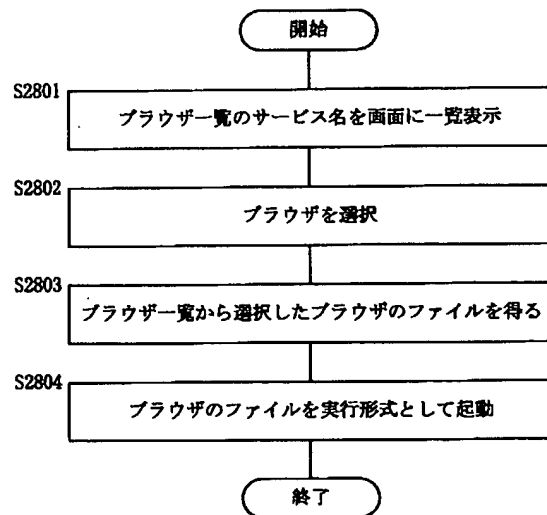 開始
S2801
ブラウザ一覧のサービス名を画面に一覧表示
S2802
ブラウザを選択
S2803
ブラウザ一覧から選択したブラウザのファイルを得る
S2804
ブラウザのファイルを実行形式として起動
終了